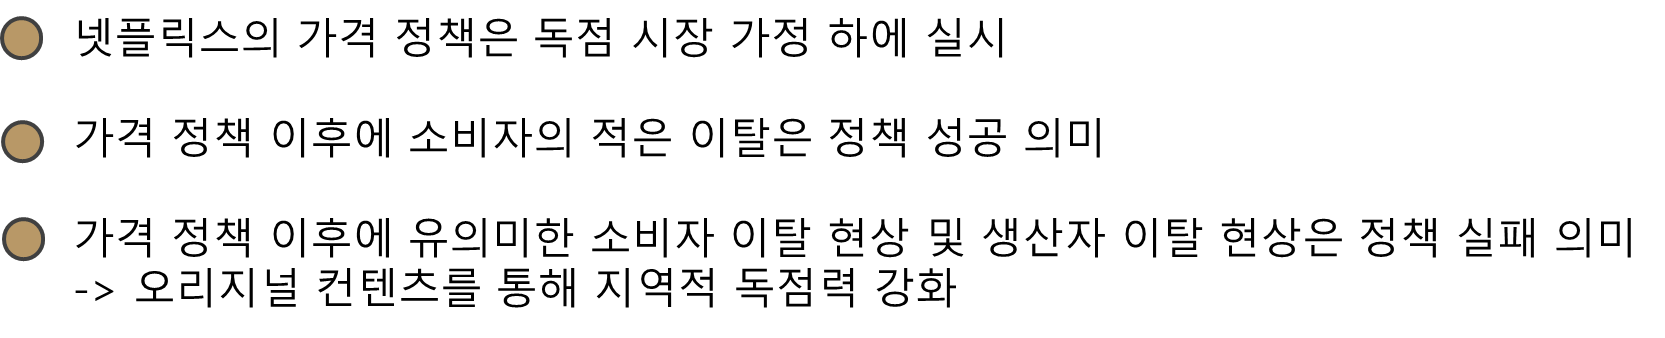 넷플릭스의 가격 정책은 독점 시장 가정 하에 실시
가격 정책 이후에 소비자의 적은 이탈은 정책 성공 의미
가격 정책 이후에 유의미한 소비자 이탈 현상 및 생산자 이탈 현상은 정책 실패 의미
-> 오리지널 컨텐츠를 통해 지역적 독점력 강화